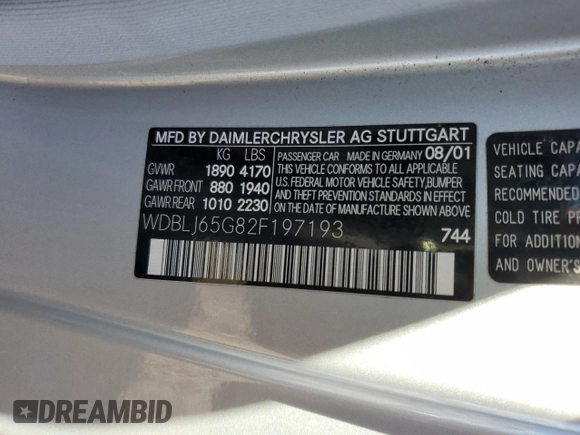 MFD BY DAIMLERCHRYSLER AG STUTTGART
KG LBS
GVWR 1890 4170
GAWR FRONT 880 1940
GAWR REAR 1010 2230
PASSENGER CAR MADE IN GERMANY 08/01
THIS VEHICLE CONFORMS TO ALL APPLICABLE
U.S. FEDERAL MOTOR VEHICLE SAFETY, BUMPER
AND THEFT PREVENTION STANDARDS IN EFFECT
ON THE DATE OF MANUFACTURE SHOWN ABOVE
WDBLJ65G82F197193
744
VEHICLE CAPA
SEATING CAPA
RECOMMENDED
COLD TIRE P
FOR ADDITION
AND OWNER'S
DREAMBID